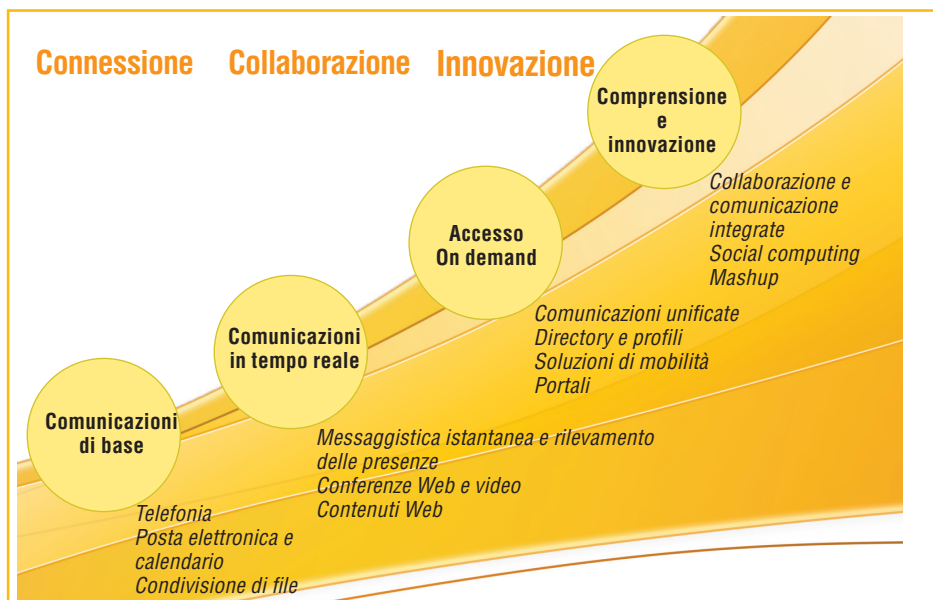 Connessione Collaborazione Innovazione
Comprensione
e
innovazione
Collaborazione e
comunicazione
integrate
Social computing
Mashup
Accesso
On demand
Comunicazioni unificate
Directory e profili
Soluzioni di mobilità
Portali
Comunicazioni
in tempo reale
Messaggistica istantanea e rilevamento
delle presenze
Conferenze Web e video
Contenuti Web
Comunicazioni
di base
Telefonia
Posta elettronica e
calendario
Condivisione di file